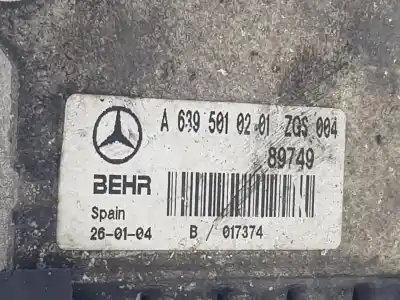 A 639 501 02 01 ZGS 004
89749
BEHR
Spain
26-01-04 B / 017374